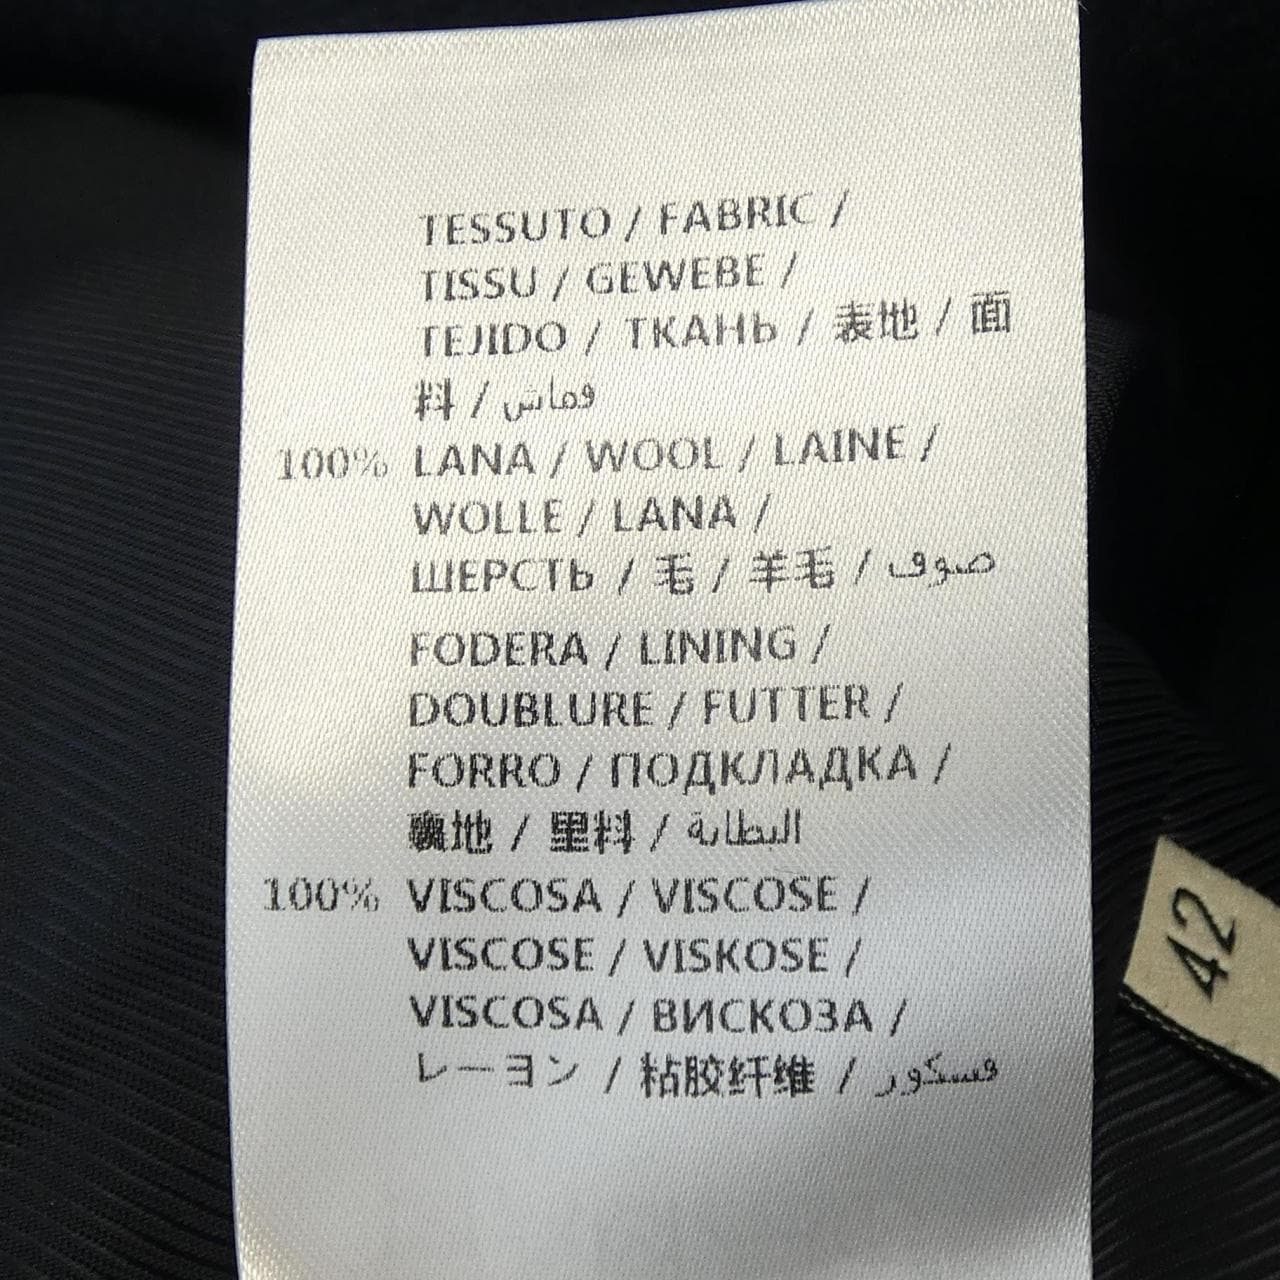 TESSUTO / FABRIC /
TISSU / GEWEBE /
TEJIDO / ТКАНЬ / 表地 / 面
料 / قماش
100% LANA / WOOL / LAINE /
WOLLE / LANA /
ШЕРСТЬ / 毛 / 羊毛 / صوف
FODERA / LINING /
DOUBLURE / FUTTER /
FORRO / ПОДКЛАДКА /
裏地 / 里料 / البطانة
100% VISCOSA / VISCOSE /
VISCOSE / VISKOSE /
VISCOSA / ВИСКОЗА /
レーヨン / 粘胶纤维 / فسكور
42